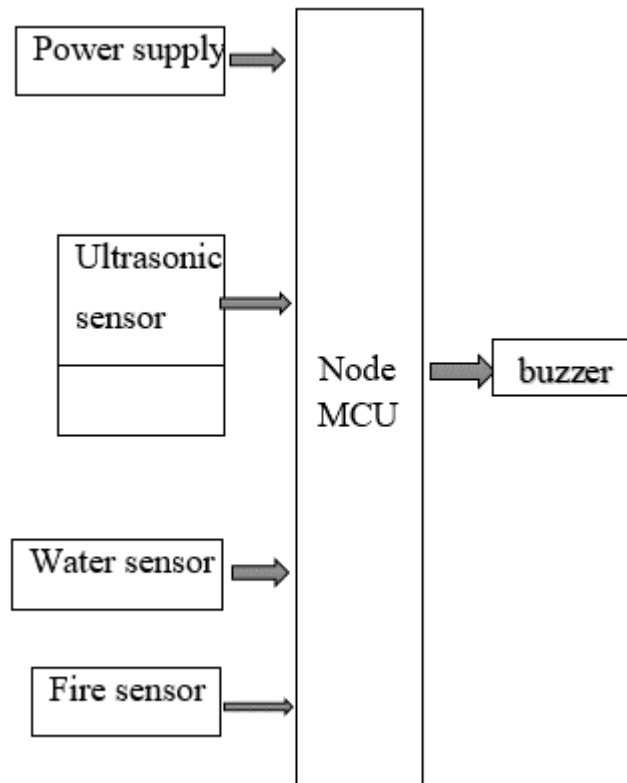 Power supply
Ultrasonic
sensor
Node
MCU
buzzer
Water sensor
Fire sensor